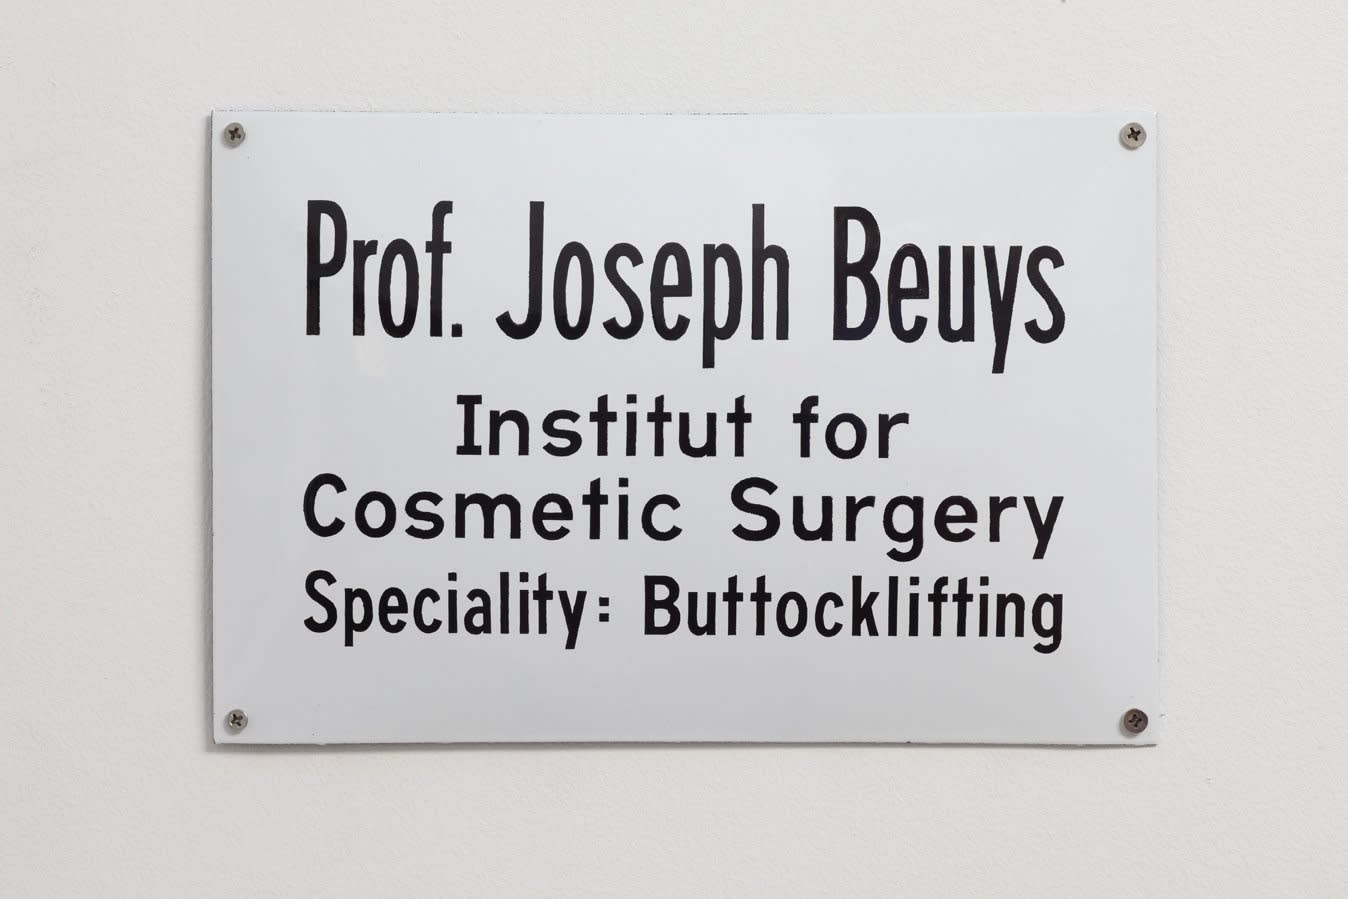 Prof. Joseph Beuys
Institut for
Cosmetic Surgery
Speciality: Buttocklifting